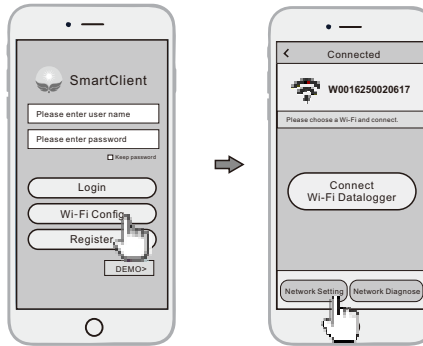 SmartClient
Please enter user name
Please enter password
Keep password
Login
Wi-Fi Config
Register
DEMO>
Connected
W0016250020617
Please choose a Wi-Fi and connect.
Connect
Wi-Fi Datalogger
Network Setting
Network Diagnose